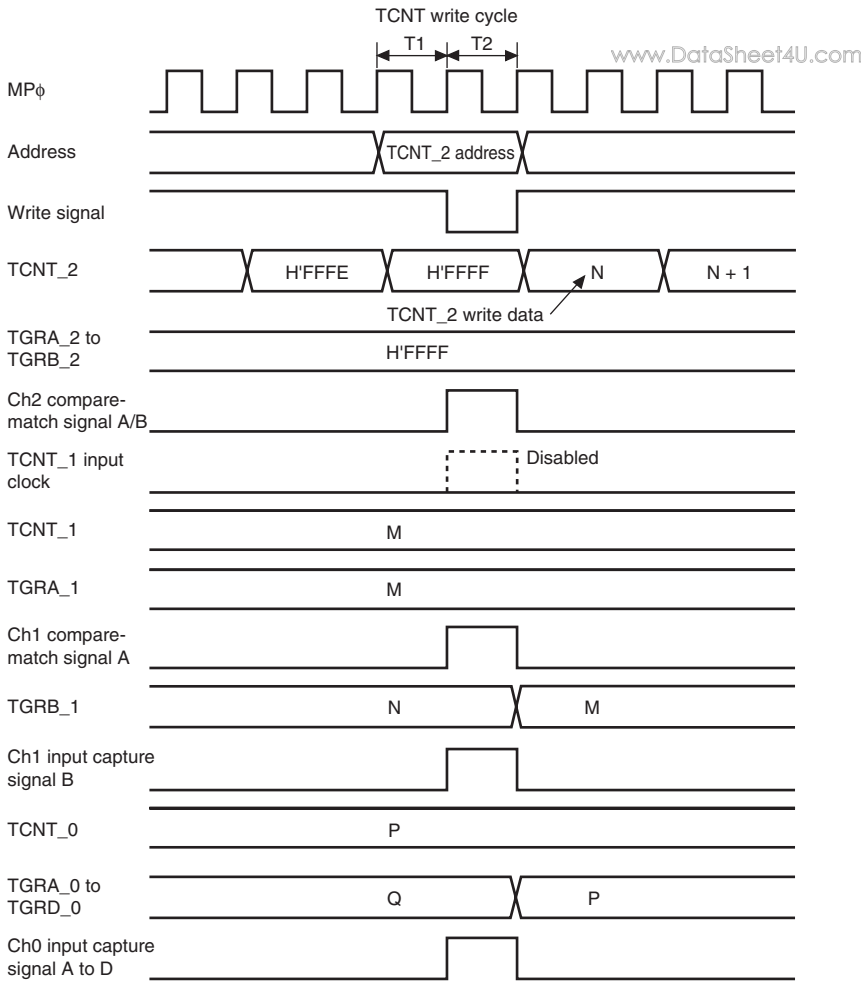 TCNT write cycle
T1 T2
www.DataSheet4U.com
MPϕ
Address
TCNT_2 address
Write signal
TCNT_2
H'FFFE
H'FFFF
N
N + 1
TCNT_2 write data
TGRA_2 to
TGRB_2
H'FFFF
Ch2 compare-
match signal A/B
TCNT_1 input
clock
Disabled
TCNT_1
M
TGRA_1
M
Ch1 compare-
match signal A
TGRB_1
N
M
Ch1 input capture
signal B
TCNT_0
P
TGRA_0 to
TGRD_0
Q
P
Ch0 input capture
signal A to D